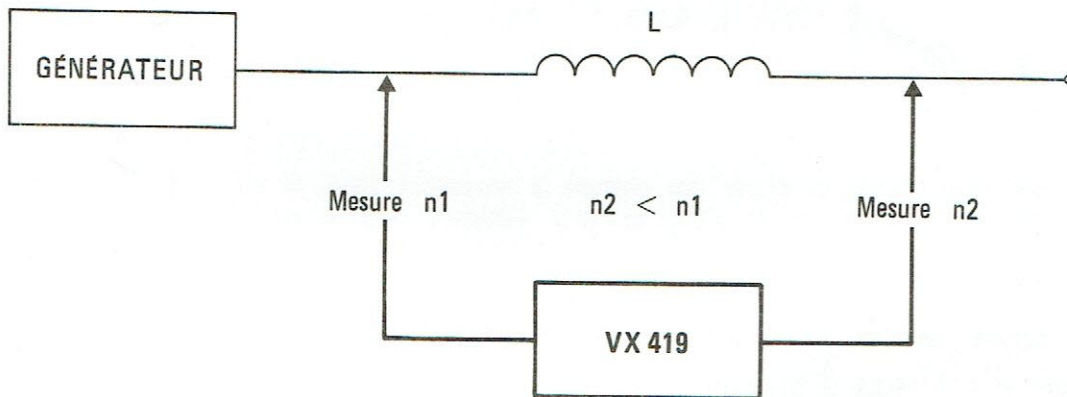 L
GÉNÉRATEUR
Mesure n1
n2 < n1
Mesure n2
VX 419